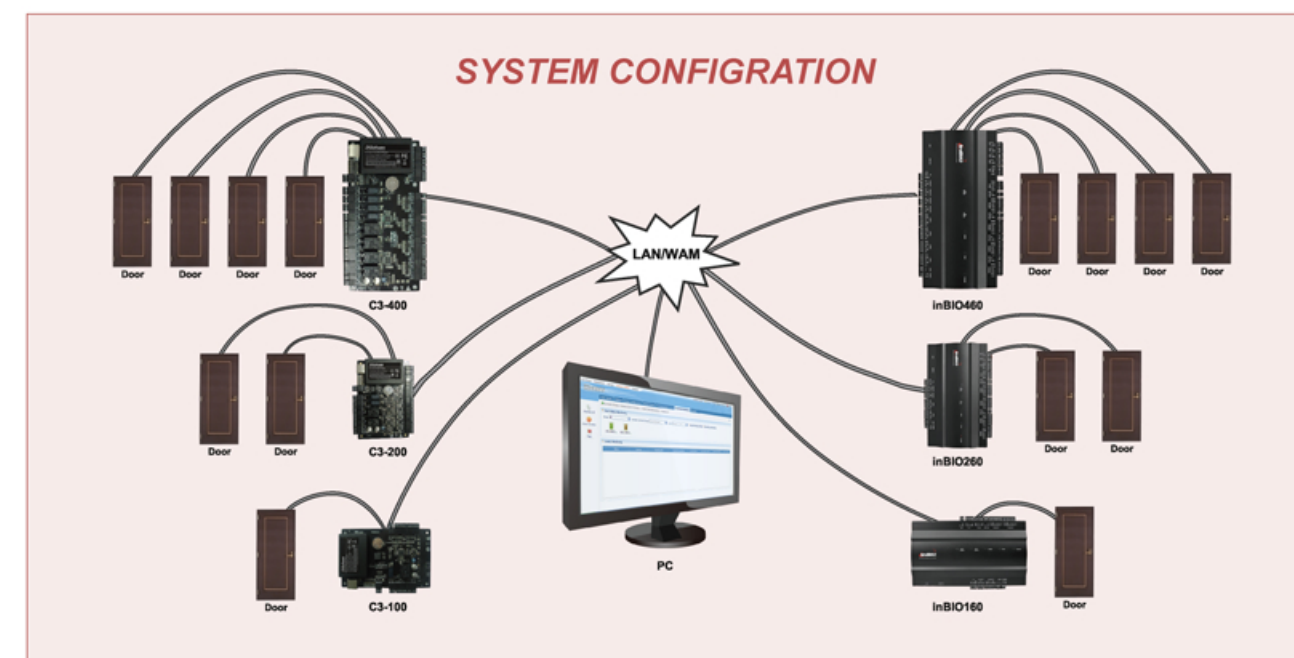 SYSTEM CONFIGRATION
LAN/WAM
Door Door Door Door
C3-400
inBIO460
Door Door Door Door
Door Door
C3-200
inBIO260
Door Door
PC
Door
C3-100
inBIO160
Door